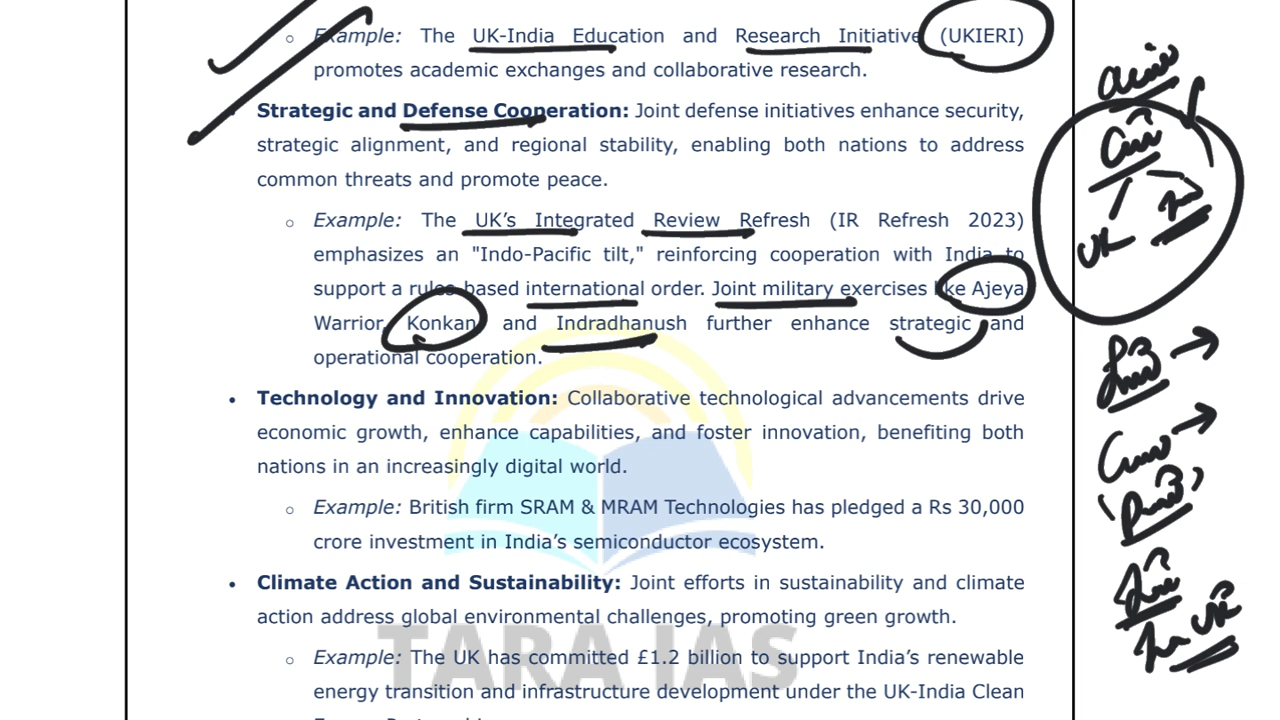 o Example: The UK-India Education and Research Initiative (UKIERI)
promotes academic exchanges and collaborative research.
Strategic and Defense Cooperation: Joint defense initiatives enhance security,
strategic alignment, and regional stability, enabling both nations to address
common threats and promote peace.
o Example: The UK's Integrated Review Refresh (IR Refresh 2023)
emphasizes an "Indo-Pacific tilt," reinforcing cooperation with India to
support a rules-based international order. Joint military exercises like Ajeya
Warrior, Konkan, and Indradhanush further enhance strategic and
operational cooperation.
• Technology and Innovation: Collaborative technological advancements drive
economic growth, enhance capabilities, and foster innovation, benefiting both
nations in an increasingly digital world.
o Example: British firm SRAM & MRAM Technologies has pledged a Rs 30,000
crore investment in India's semiconductor ecosystem.
• Climate Action and Sustainability: Joint efforts in sustainability and climate
action address global environmental challenges, promoting green growth.
TARA IAS
o Example: The UK has committed £1.2 billion to support India's renewable
energy transition and infrastructure development under the UK-India Clean
UK
UK